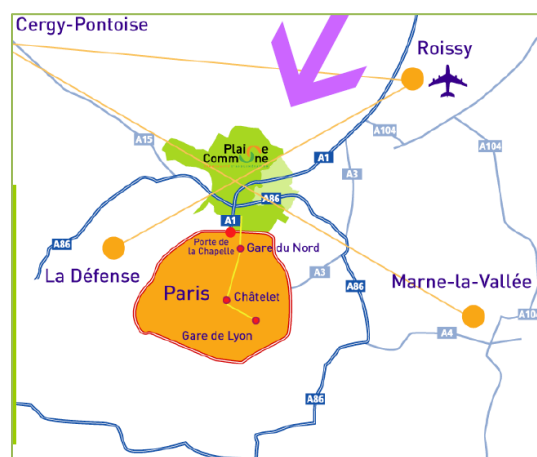 Cergy-Pontoise
Roissy
A15
A104
A104
Plaine
Commune
A1
A3
A86
A1
A86
Porte de
la Chapelle
Gare du Nord
La Défense
A3
A86
Marne-la-Vallée
Paris
Châtelet
A104
Gare de Lyon
A4
A86
A86